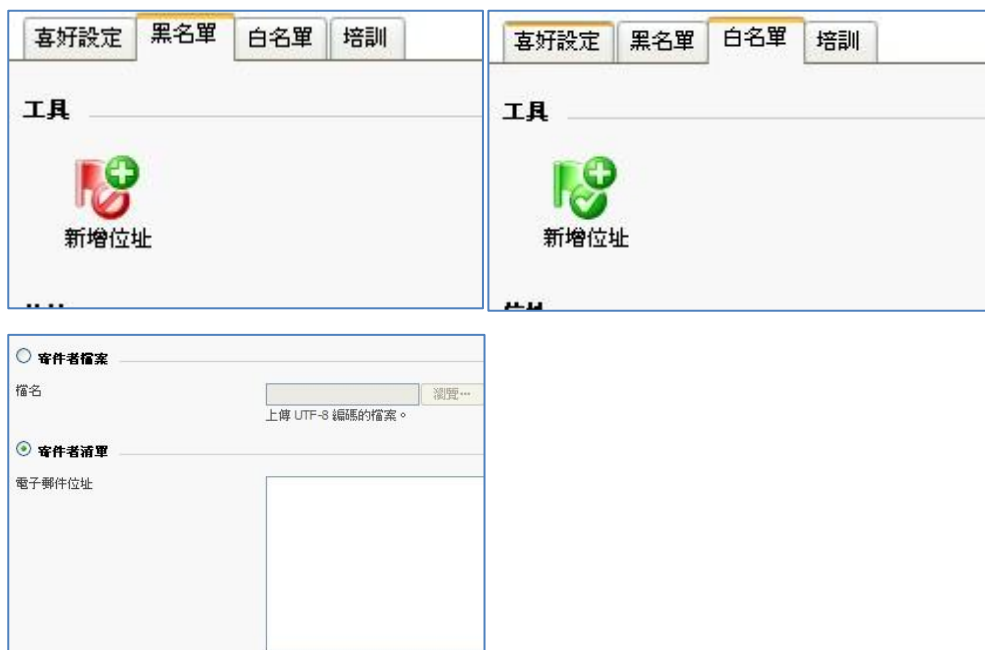 喜好設定 黑名單 白名單 培訓
工具
新增位址
喜好設定 黑名單 白名單 培訓
工具
新增位址
寄件者檔案
檔名 瀏覽...
上傳 UTF-8 編碼的檔案。
寄件者清單
電子郵件位址